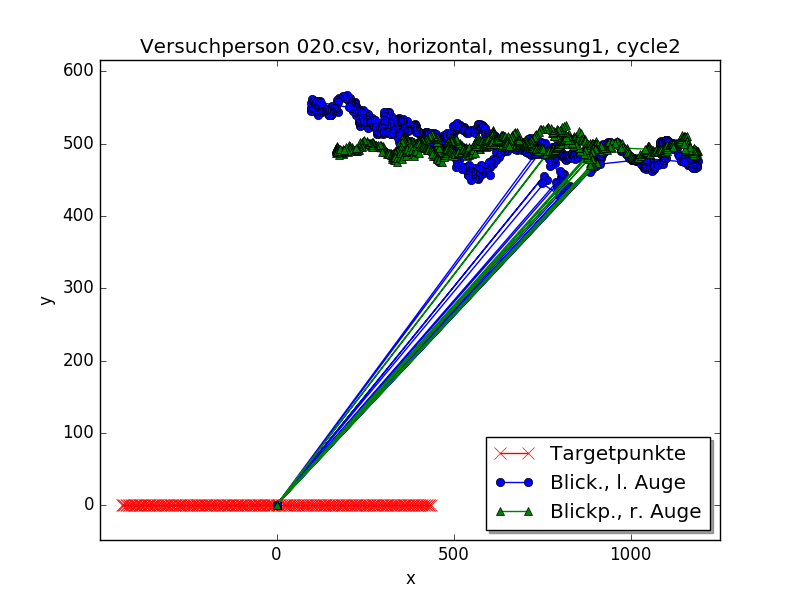 Versuchperson 020.csv, horizontal, messung1, cycle2
y
600
500
400
300
200
100
0
0 500 1000
x
Targetpunkte
Blick., l. Auge
Blickp., r. Auge